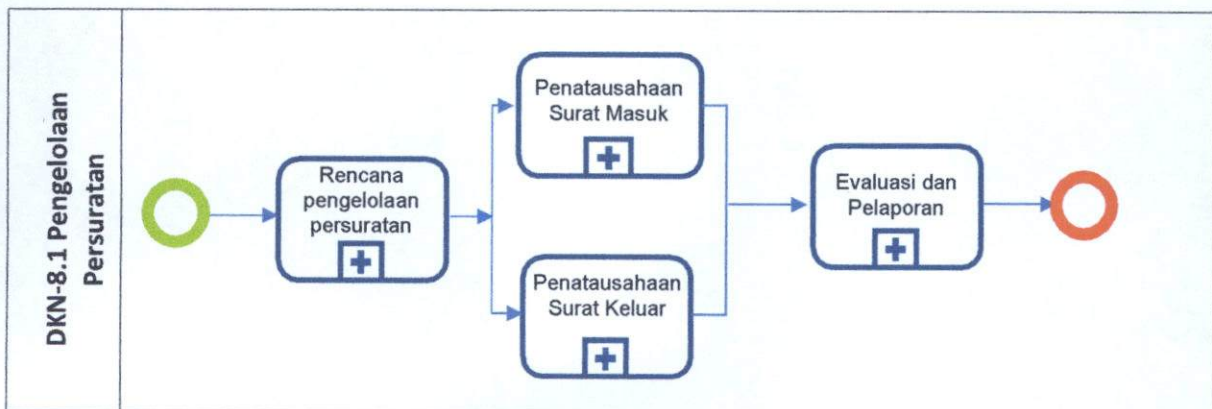 DKN-8.1 Pengelolaan
Persuratan
Rencana
pengelolaan
persuratan
Penatausahaan
Surat Masuk
Penatausahaan
Surat Keluar
Evaluasi dan
Pelaporan